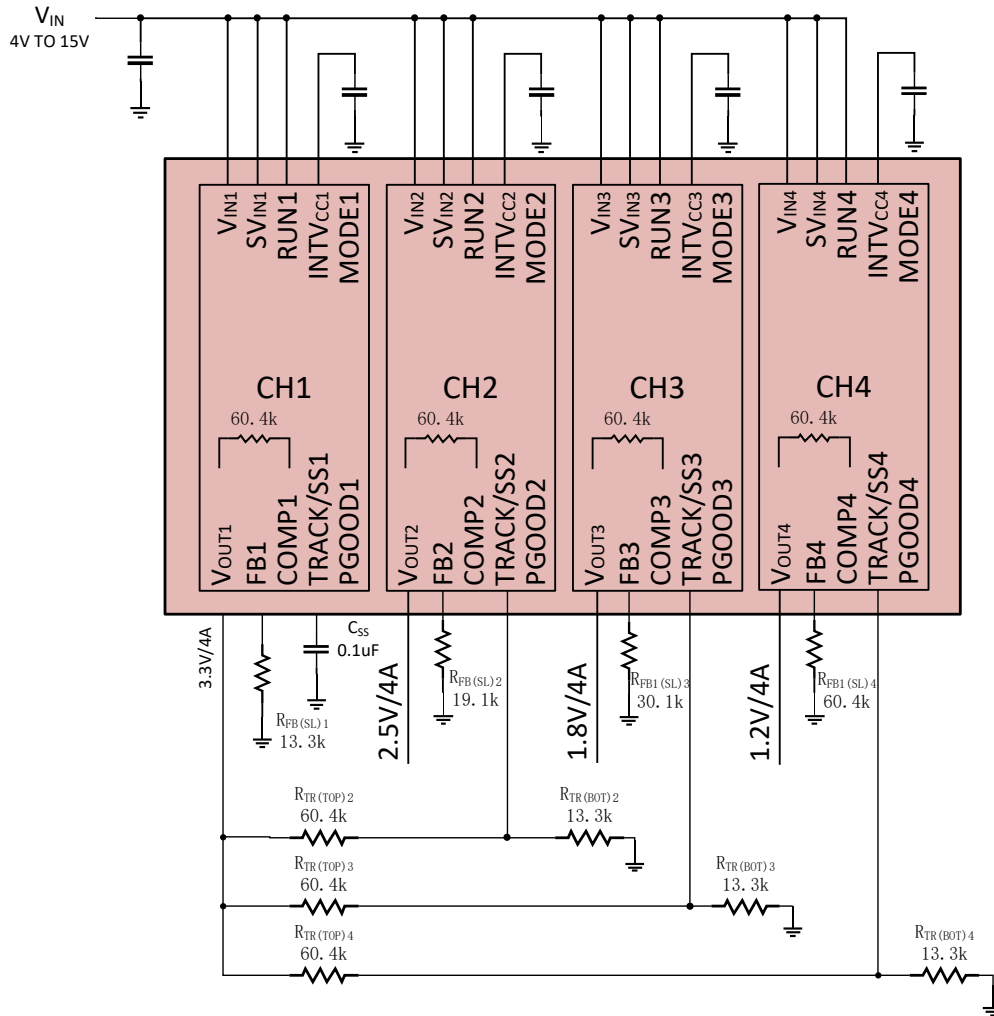 VIN
4V TO 15V
VIN1
SVIN1
RUN1
INTVCC1
MODE1
VIN2
SVIN2
RUN2
INTVCC2
MODE2
VIN3
SVIN3
RUN3
INTVCC3
MODE3
VIN4
SVIN4
RUN4
INTVCC4
MODE4
CH1
60.4k
CH2
60.4k
CH3
60.4k
CH4
60.4k
VOUT1
FB1
COMP1
TRACK/SS1
PGOOD1
VOUT2
FB2
COMP2
TRACK/SS2
PGOOD2
VOUT3
FB3
COMP3
TRACK/SS3
PGOOD3
VOUT4
FB4
COMP4
TRACK/SS4
PGOOD4
3.3V/4A
RFB(SL)1
13.3k
CSS
0.1uF
2.5V/4A
RFB(SL)2
19.1k
1.8V/4A
RFB1(SL)3
30.1k
1.2V/4A
RFB1(SL)4
60.4k
RTR(TOP)2
60.4k
RTR(BOT)2
13.3k
RTR(TOP)3
60.4k
RTR(BOT)3
13.3k
RTR(TOP)4
60.4k
RTR(BOT)4
13.3k